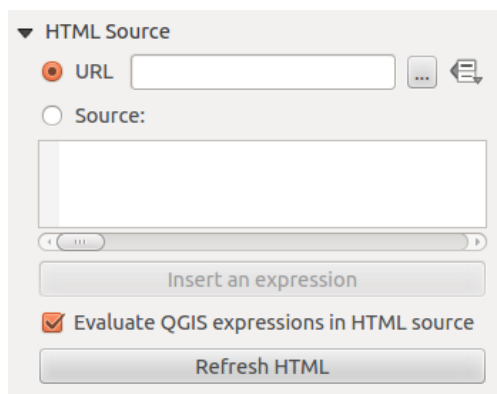 HTML Source
URL
...
Source:
Insert an expression
Evaluate QGIS expressions in HTML source
Refresh HTML